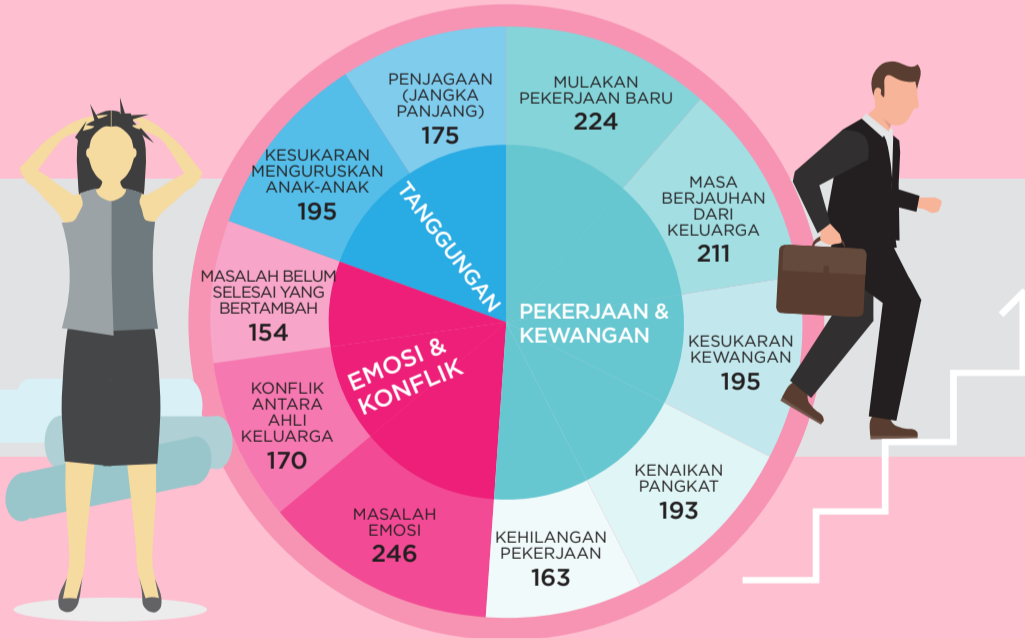 PENJAGAAN
(JANGKA
PANJANG)
175
MULAKAN
PEKERJAAN BARU
224
KESUKARAN
MENGURUSKAN
ANAK-ANAK
195
MASA
BERJAUHAN
DARI
KELUARGA
211
TANGGUNGAN
MASALAH BELUM
SELESAI YANG
BERTAMBAH
154
PEKERJAAN &
KEWANGAN
KESUKARAN
KEWANGAN
195
EMOSI &
KONFLIK
KONFLIK
ANTARA
AHLI
KELUARGA
170
KENAIKAN
PANGKAT
193
MASALAH
EMOSI
246
KEHILANGAN
PEKERJAAN
163